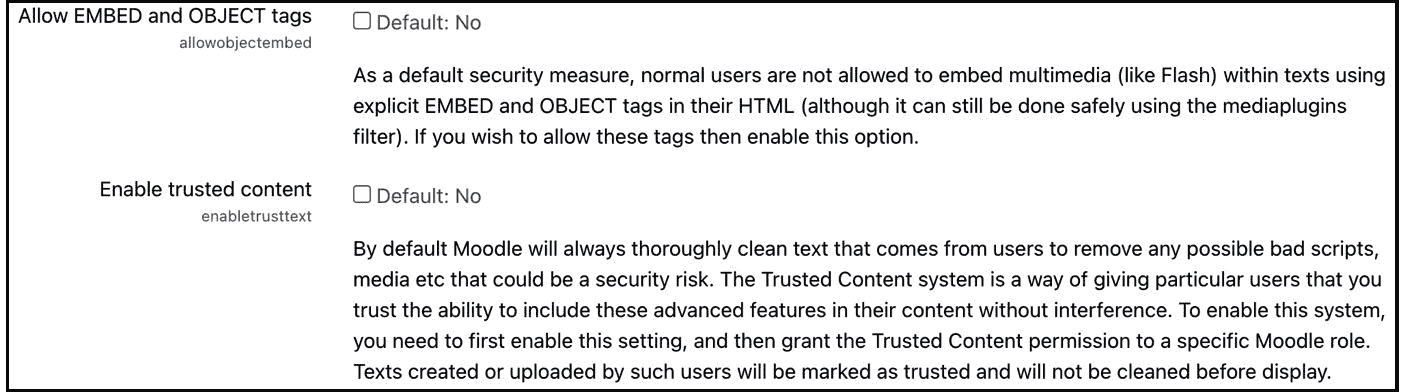 Allow EMBED and OBJECT tags
allowobjectembed
Default: No
As a default security measure, normal users are not allowed to embed multimedia (like Flash) within texts using
explicit EMBED and OBJECT tags in their HTML (although it can still be done safely using the mediaplugins
filter). If you wish to allow these tags then enable this option.
Enable trusted content
enabletrusttext
Default: No
By default Moodle will always thoroughly clean text that comes from users to remove any possible bad scripts,
media etc that could be a security risk. The Trusted Content system is a way of giving particular users that you
trust the ability to include these advanced features in their content without interference. To enable this system,
you need to first enable this setting, and then grant the Trusted Content permission to a specific Moodle role.
Texts created or uploaded by such users will be marked as trusted and will not be cleaned before display.